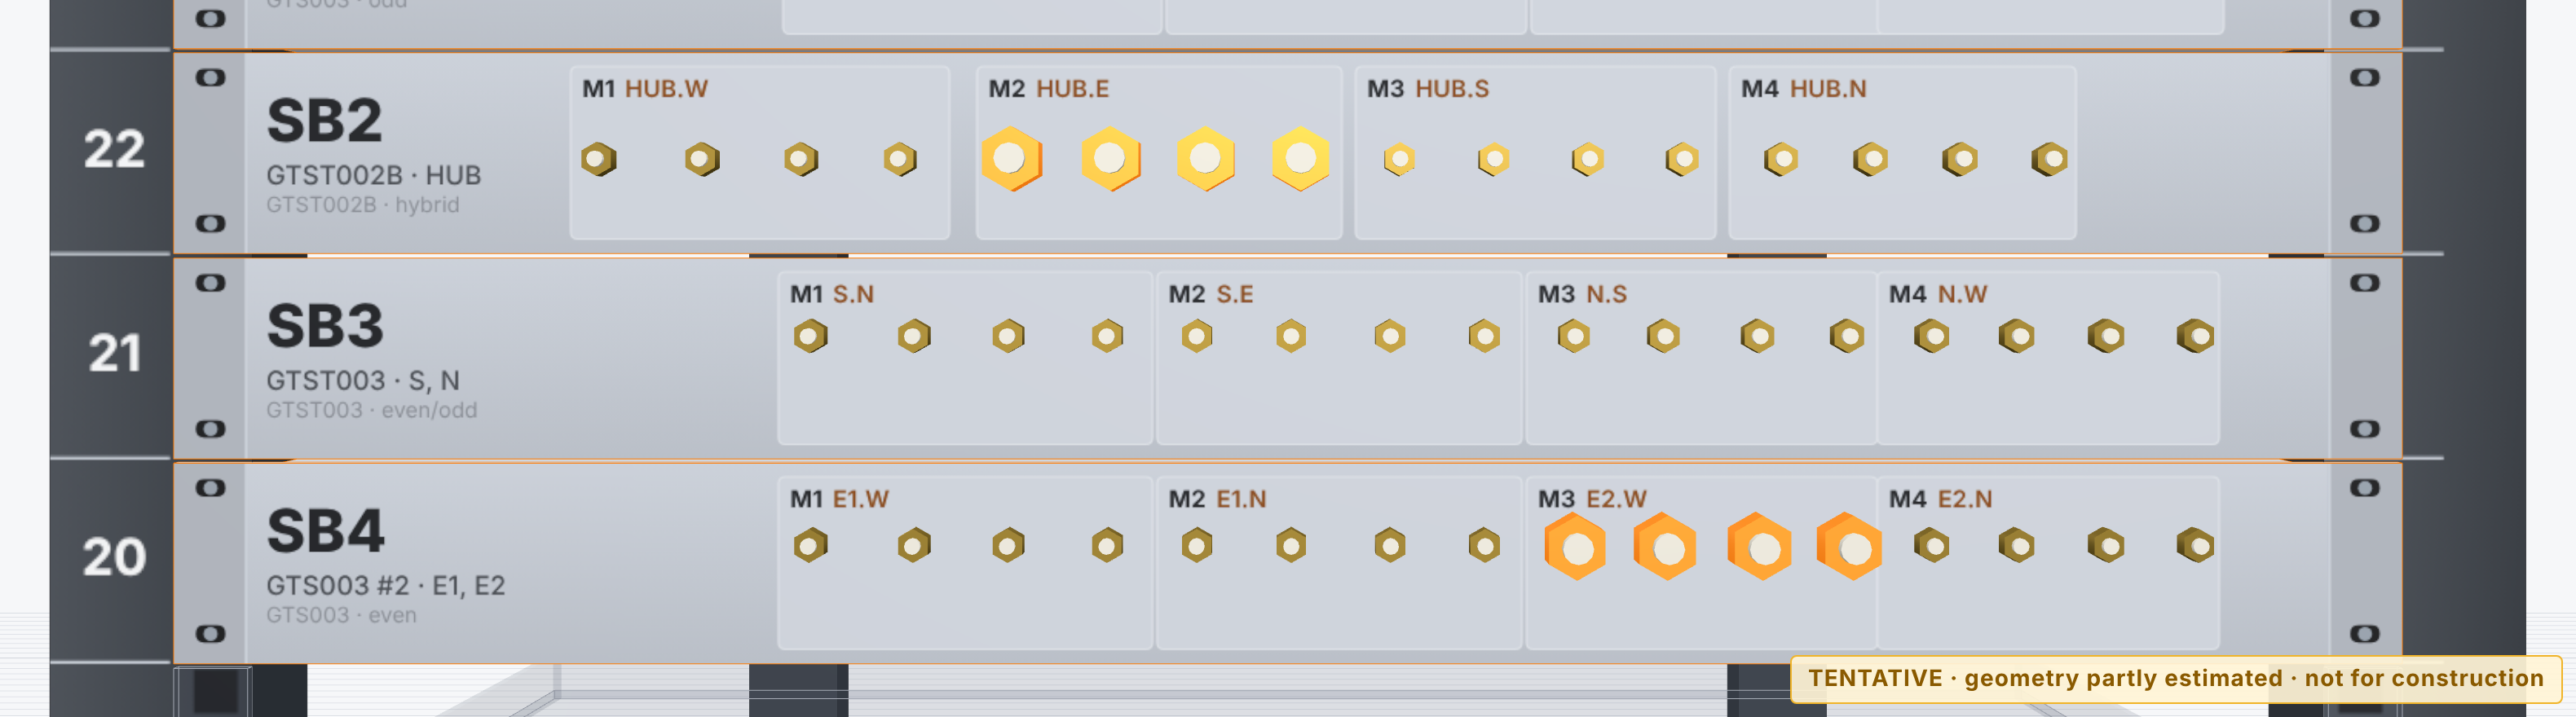 GTS003 · odd
22
SB2
GTST002B · HUB
GTST002B · hybrid
M1 HUB.W
M2 HUB.E
M3 HUB.S
M4 HUB.N
21
SB3
GTST003 · S, N
GTST003 · even/odd
M1 S.N
M2 S.E
M3 N.S
M4 N.W
20
SB4
GTS003 #2 · E1, E2
GTS003 · even
M1 E1.W
M2 E1.N
M3 E2.W
M4 E2.N
TENTATIVE · geometry partly estimated · not for construction